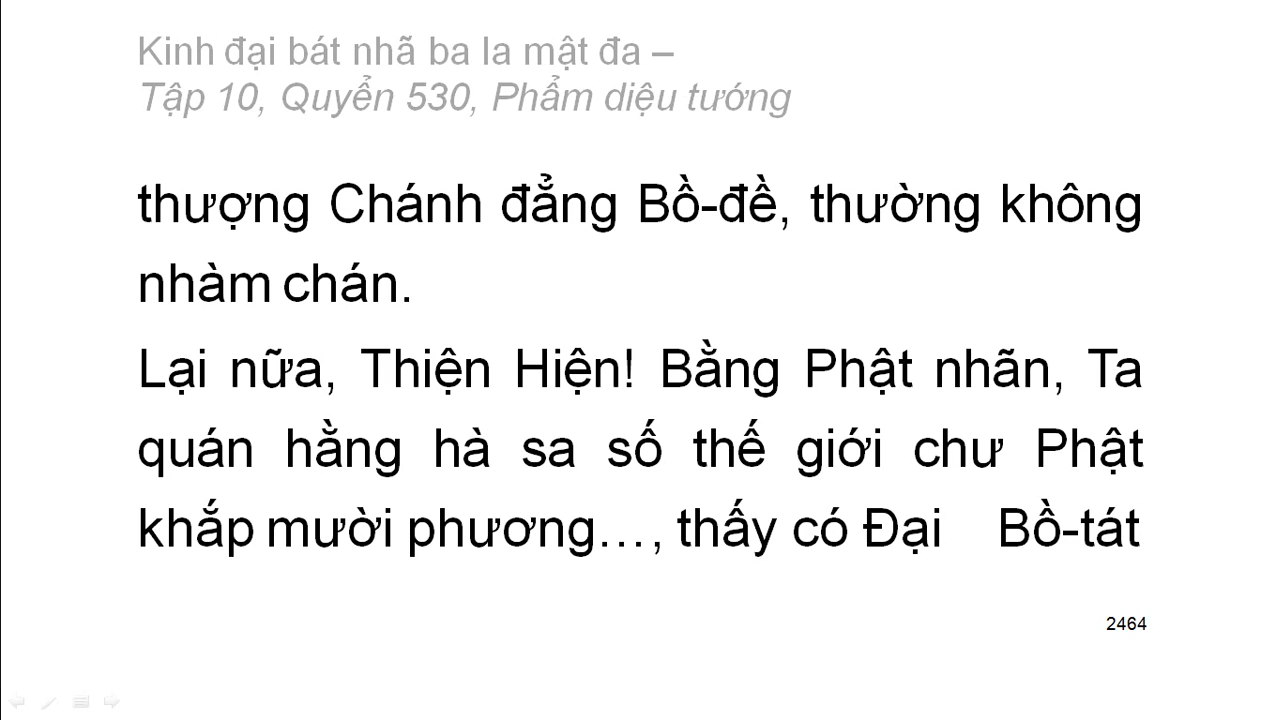 Kinh đại bát nhã ba la mật đa –
Tập 10, Quyển 530, Phẩm diệu tướng
thượng Chánh đẳng Bồ-đề, thường không
nhàm chán.
Lại nữa, Thiện Hiện! Bằng Phật nhãn, Ta
quán hằng hà sa số thế giới chư Phật
khắp mười phương…, thấy có Đại Bồ-tát
2464